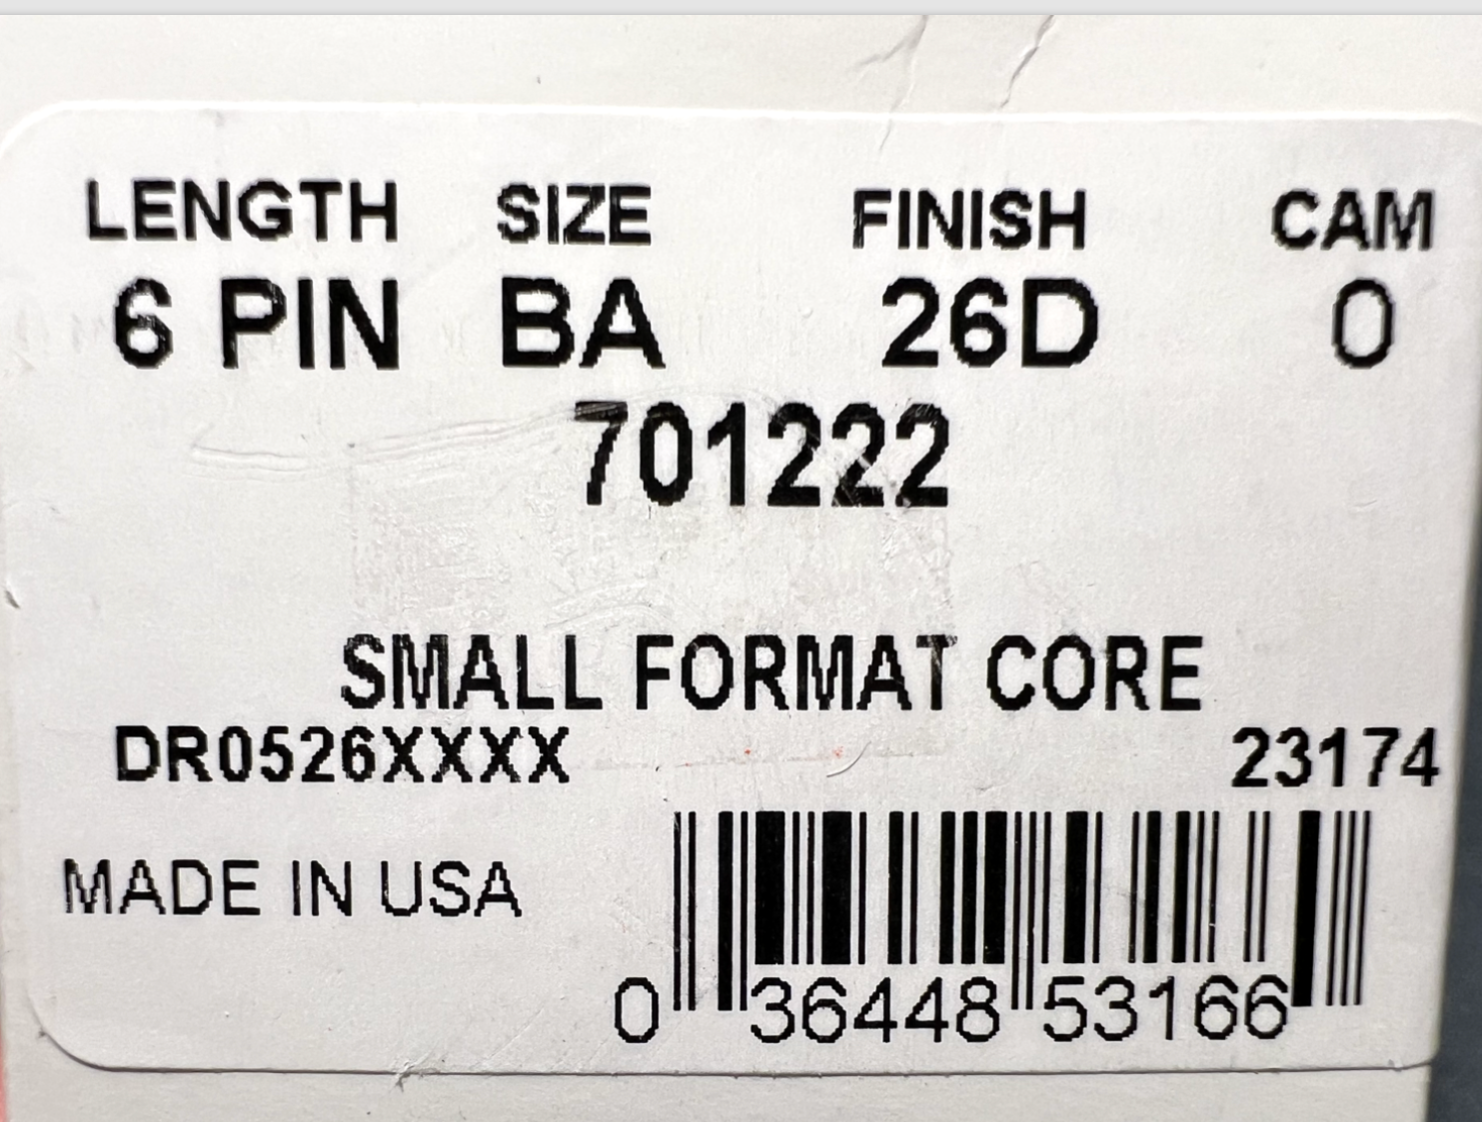 LENGTH SIZE FINISH CAM
6 PIN BA 26D 0
701222
SMALL FORMAT CORE
DR0526XXXX 23174
MADE IN USA
0 36448 53166